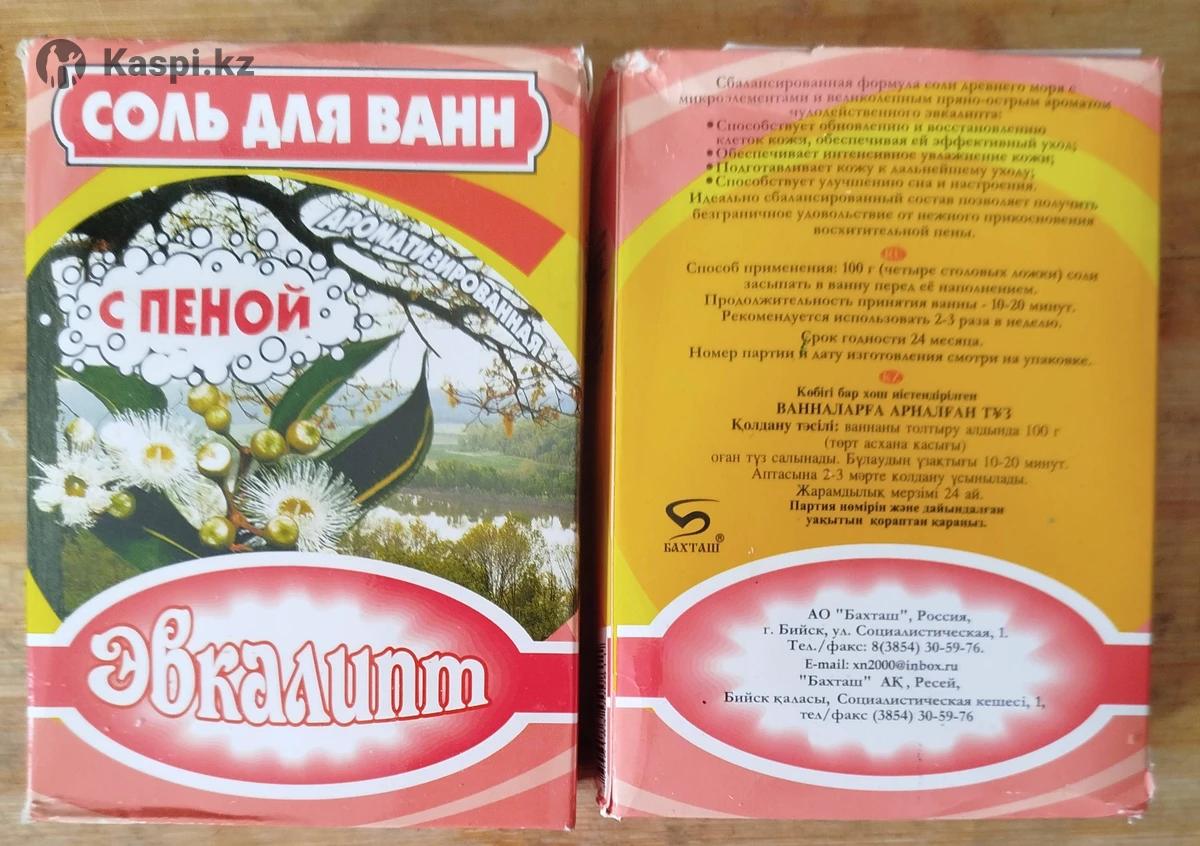 Kaspi.kz
СОЛЬ ДЛЯ ВАНН
АРОМАТИЗИРОВАННАЯ
С ПЕНОЙ
Эвкалипт
Сбалансированная формула соли древнего моря с
микроэлементами и великолепным пряно-острым ароматом
чудодейственного эвкалипта:
•Способствует обновлению и восстановлению
клеток кожи, обеспечивая ей эффективный уход;
•Обеспечивает интенсивное увлажнение кожи;
•Подготавливает кожу к дальнейшему уходу;
•Способствует улучшению сна и настроения.
Идеально сбалансированный состав позволяет получить
безграничное удовольствие от нежного прикосновения
восхитительной пены.
RU
Способ применения: 100 г (четыре столовых ложки) соли
засыпать в ванну перед её наполнением.
Продолжительность принятия ванны - 10-20 минут.
Рекомендуется использовать 2-3 раза в неделю.
Срок годности 24 месяца.
Номер партии и дату изготовления смотри на упаковке.
KZ
Көбігі бар хош иістендірілген
ВАННАЛАРҒА АРНАЛҒАН ТҰЗ
Қолдану тәсілі: ваннаны толтыру алдында 100 г
(төрт асхана касығы)
оған тұз салынады. Бұлаудың ұзақтығы 10-20 минут.
Аптасына 2-3 мәрте колдану ұсынылады.
Жарамдылық мерзімі 24 ай.
Партия нөмірін және дайындалған
уақытын қораптан қараңыз.
БАХТАШ®
АО "Бахташ", Россия,
г. Бийск, ул. Социалистическая, 1.
Тел./факс: 8(3854) 30-59-76.
E-mail: xn2000@inbox.ru
"Бахташ" АҚ, Ресей,
Бийск қаласы, Социалистическая кешесі, 1,
тел/факс (3854) 30-59-76